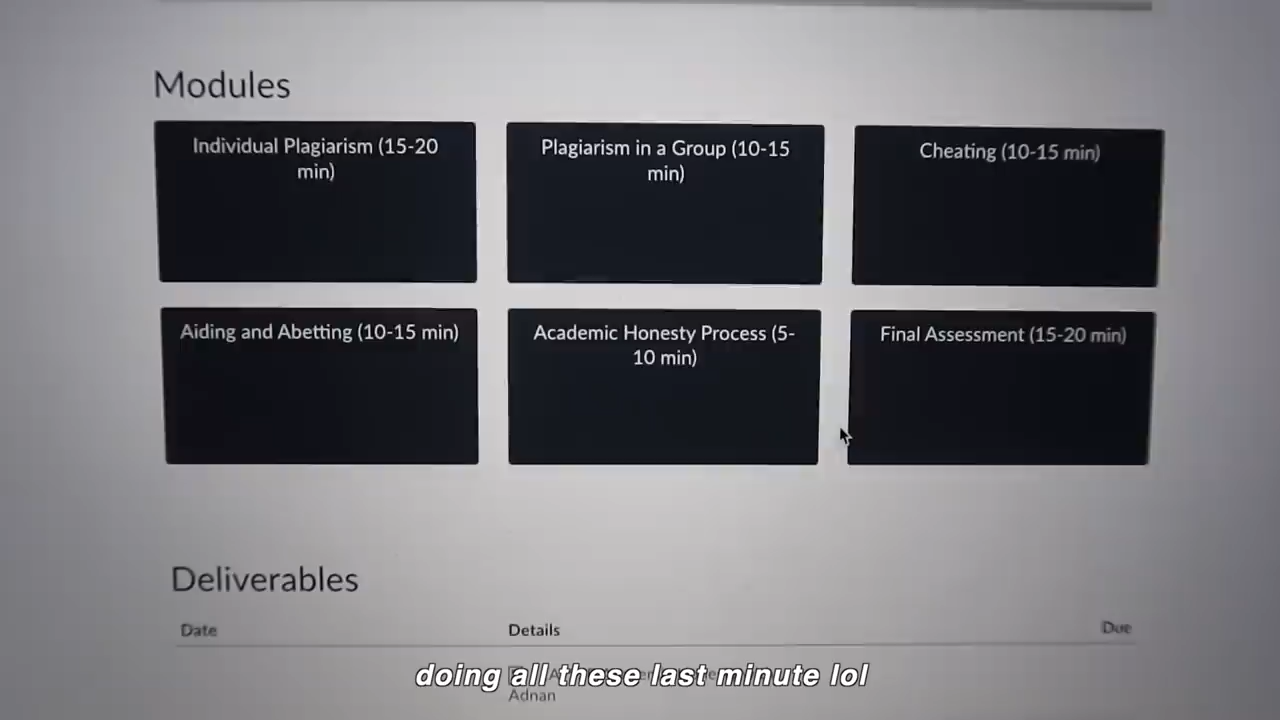 Modules
Individual Plagiarism (15-20
min)
Plagiarism in a Group (10-15
min)
Cheating (10-15 min)
Aiding and Abetting (10-15 min)
Academic Honesty Process (5-
10 min)
Final Assessment (15-20 min)
Deliverables
Date
Details
Due
doing all these last minute lol
Adnan